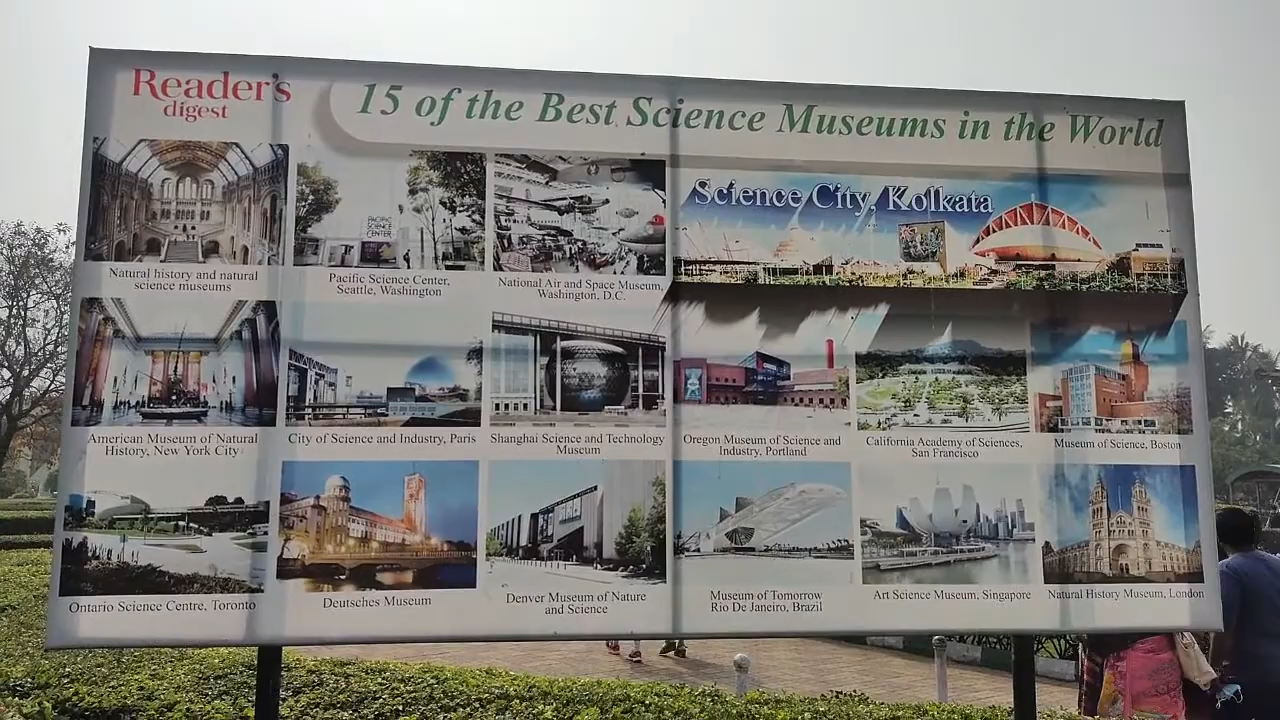 Reader's
digest
15 of the Best Science Museums in the World
Science City, Kolkata
PACIFIC
SCIENCE
CENTER
Natural history and natural
science museums
Pacific Science Center,
Seattle, Washington
National Air and Space Museum,
Washington, D.C.
American Museum of Natural
History, New York City
City of Science and Industry, Paris
Shanghai Science and Technology
Museum
Oregon Museum of Science and
Industry, Portland
California Academy of Sciences,
San Francisco
Museum of Science, Boston
Ontario Science Centre, Toronto
Deutsches Museum
Denver Museum of Nature
and Science
Museum of Tomorrow
Rio De Janeiro, Brazil
Art Science Museum, Singapore
Natural History Museum, London